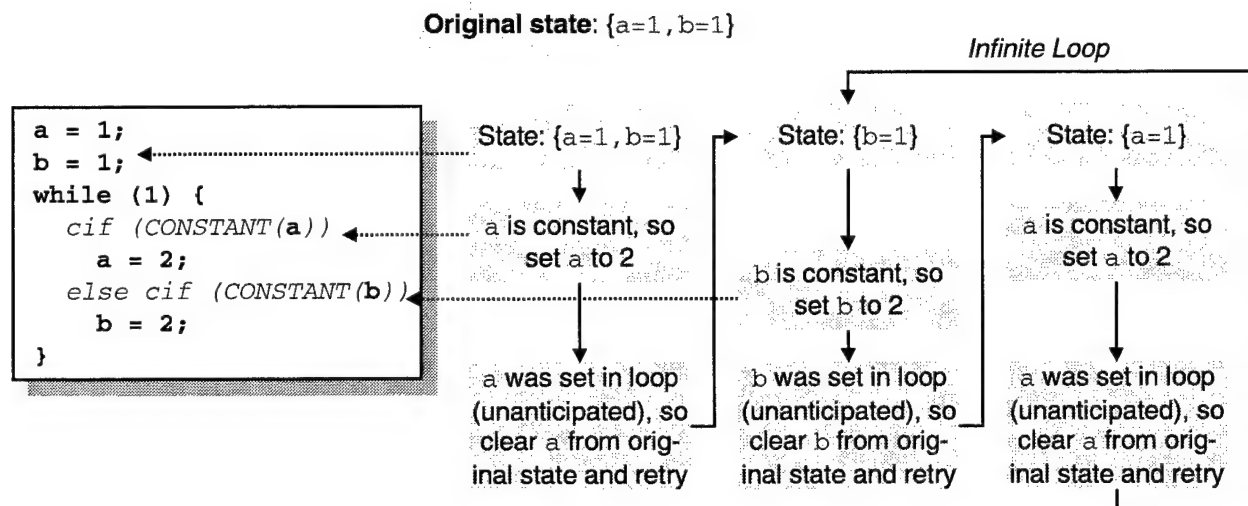 Original state: {a=1,b=1}
Infinite Loop
a = 1;
b = 1;
while (1) {
cif (CONSTANT(a))
a = 2;
else cif (CONSTANT(b))
b = 2;
}
State: {a=1,b=1}
a is constant, so
set a to 2
a was set in loop
(unanticipated), so
clear a from orig-
inal state and retry
State: {b=1}
b is constant, so
set b to 2
b was set in loop
(unanticipated), so
clear b from orig-
inal state and retry
State: {a=1}
a is constant, so
set a to 2
a was set in loop
(unanticipated), so
clear a from orig-
inal state and retry